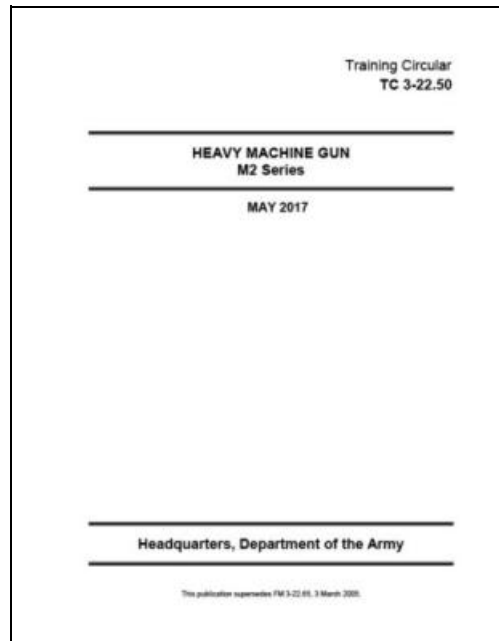 Training Circular
TC 3-22.50
HEAVY MACHINE GUN
M2 Series
MAY 2017
Headquarters, Department of the Army
This publication supersedes FM 3-22.65, 3 March 2005.